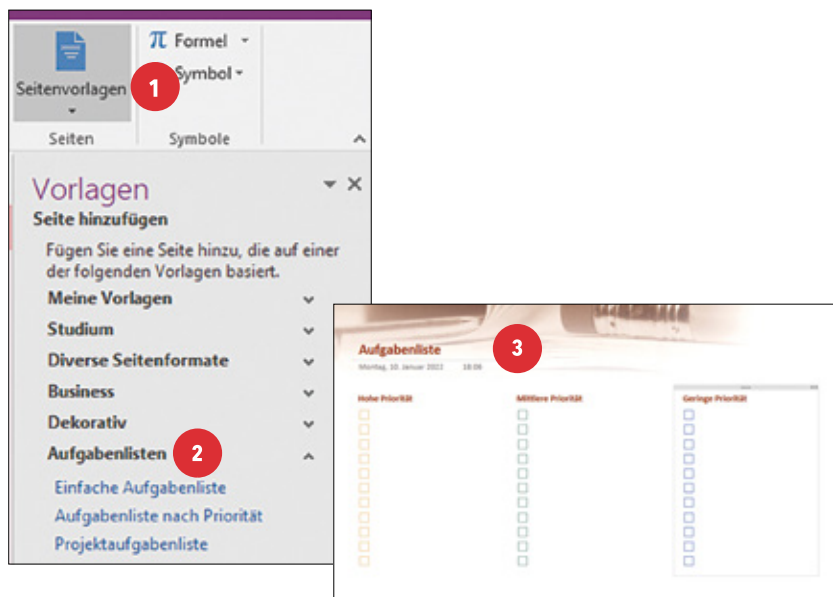 π Formel
Seitenvorlagen
1
Symbol
Seiten
Symbole
Vorlagen
Seite hinzufügen
Fügen Sie eine Seite hinzu, die auf einer
der folgenden Vorlagen basiert.
Meine Vorlagen
Studium
Diverse Seitenformate
Business
Dekorativ
Aufgabenlisten
2
Einfache Aufgabenliste
Aufgabenliste nach Priorität
Projektaufgabenliste
Aufgabenliste
3
Montag, 10. Januar 2022 18:06
Hohe Priorität
Mittlere Priorität
Geringe Priorität